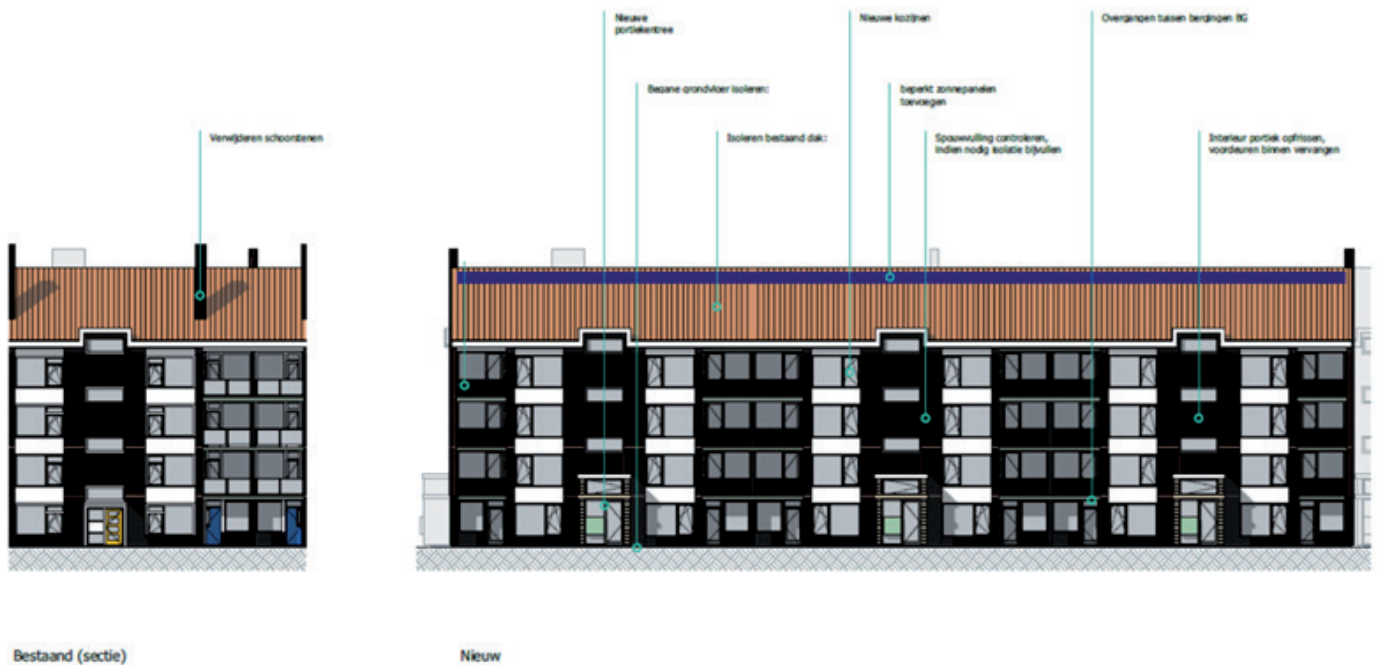 Nieuwe
portiekentree
Nieuwe kozijnen
Overgangen tussen bergingen BG
Begane grondvloer isoleren:
beperkt zonnepanelen
toevoegen
Verwijderen schoorstenen
Isoleren bestaand dak:
Spouwvulling controleren,
indien nodig isolatie bijvullen
Interieur portiek opfrissen,
voordeuren binnen vervangen
Bestaand (sectie)
Nieuw